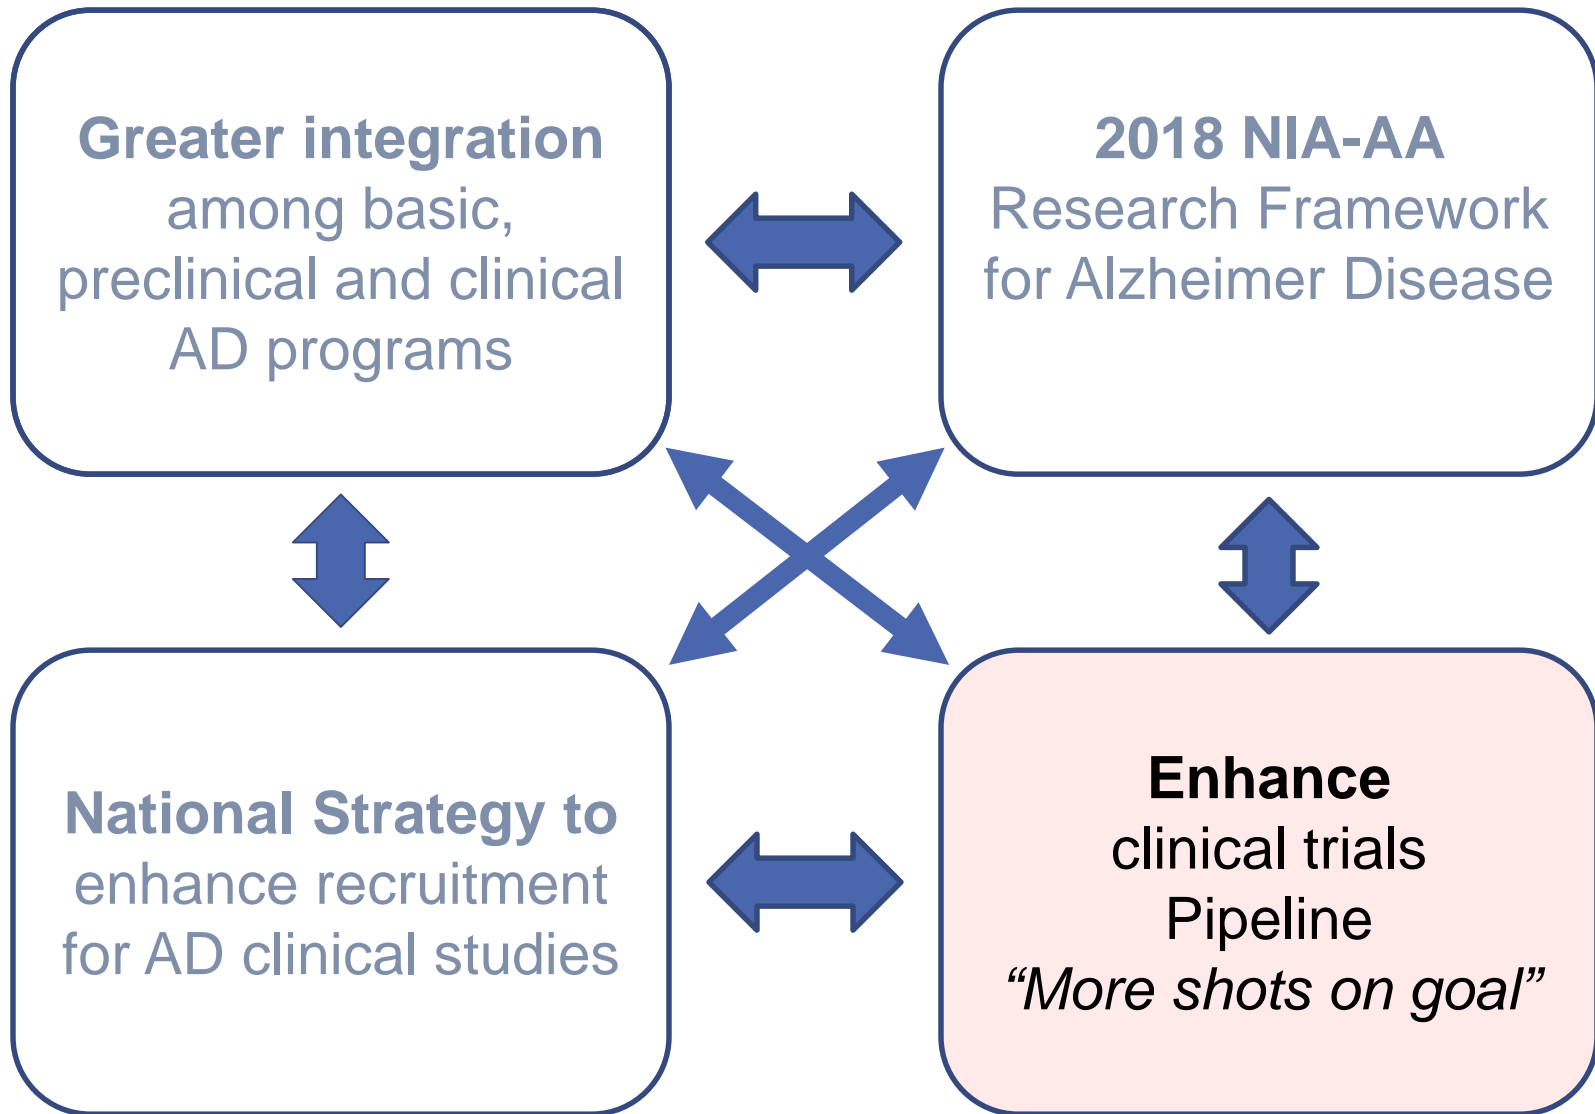 Greater integration
among basic,
preclinical and clinical
AD programs
2018 NIA-AA
Research Framework
for Alzheimer Disease
National Strategy to
enhance recruitment
for AD clinical studies
Enhance
clinical trials
Pipeline
“More shots on goal”